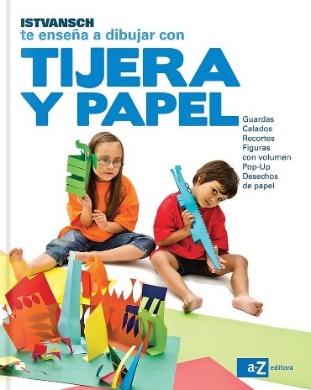 ISTVANSCH
te enseña a dibujar con
TIJERA
Y PAPEL
Guardas
Calados
Recortes
Figuras
con volumen
Pop-Up
Desechos
de papel
a-Z editora